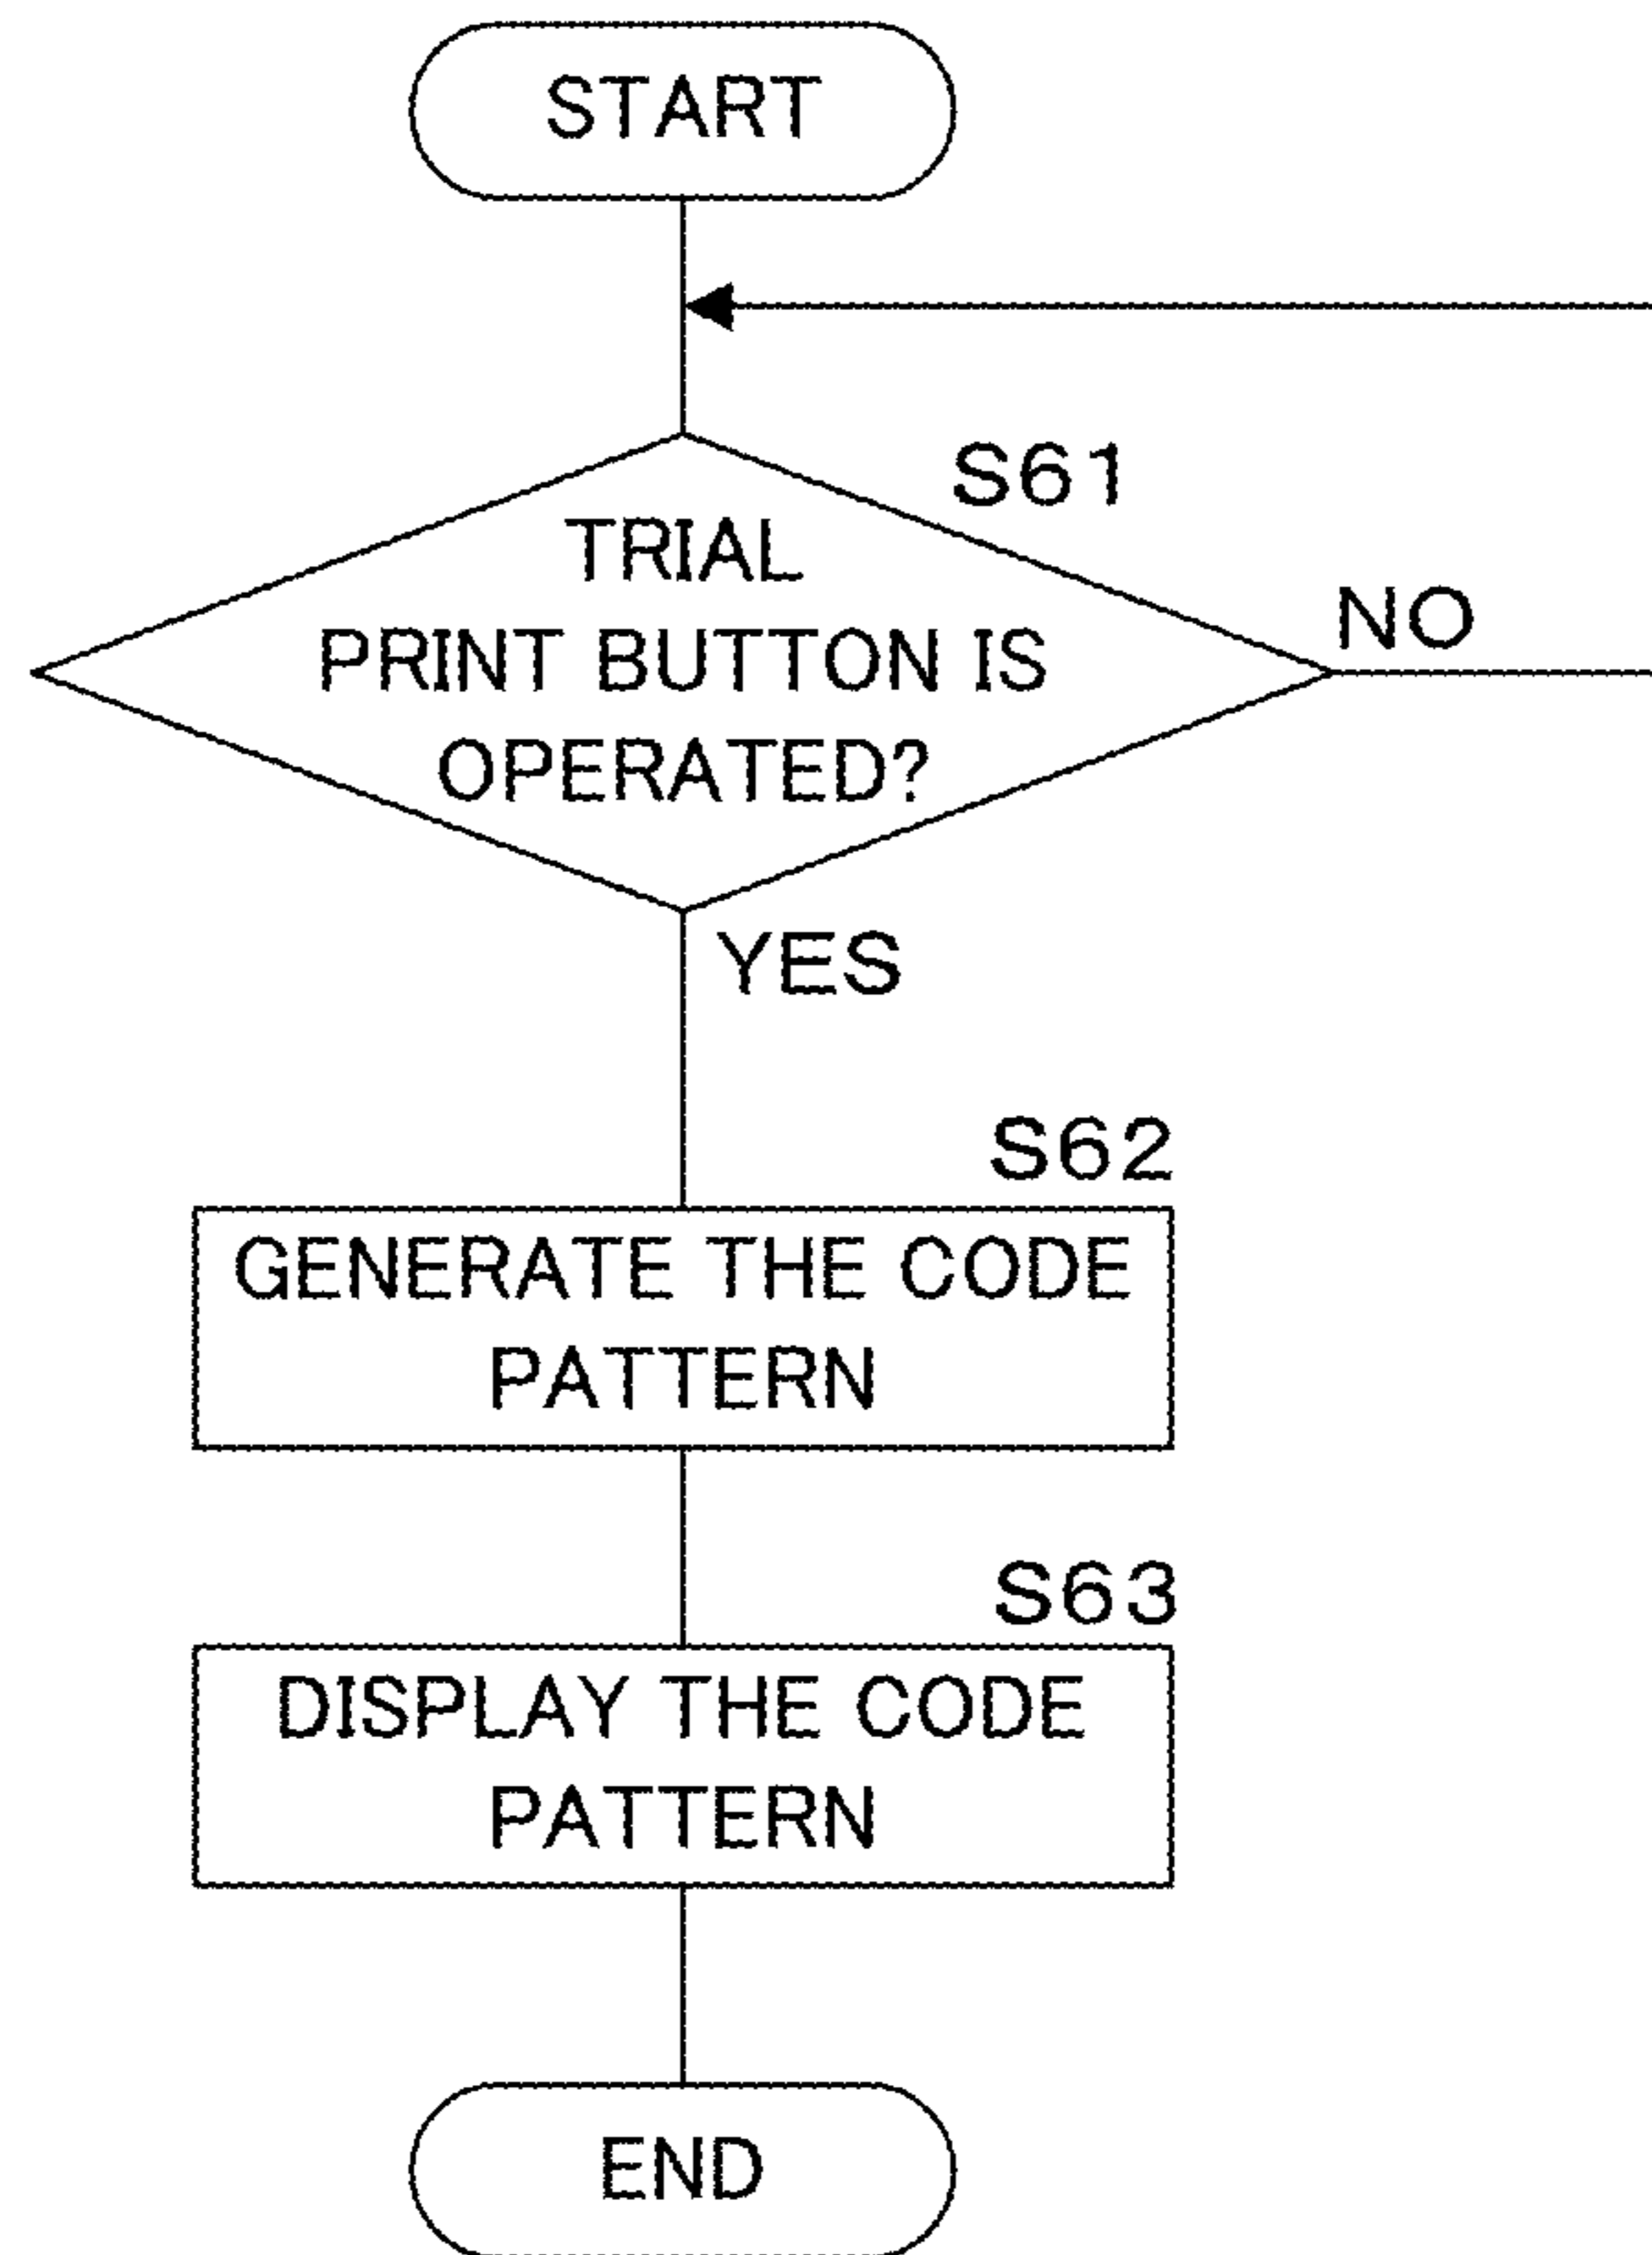 START
S61
TRIAL
PRINT BUTTON IS
OPERATED?
NO
YES
S62
GENERATE THE CODE
PATTERN
S63
DISPLAY THE CODE
PATTERN
END